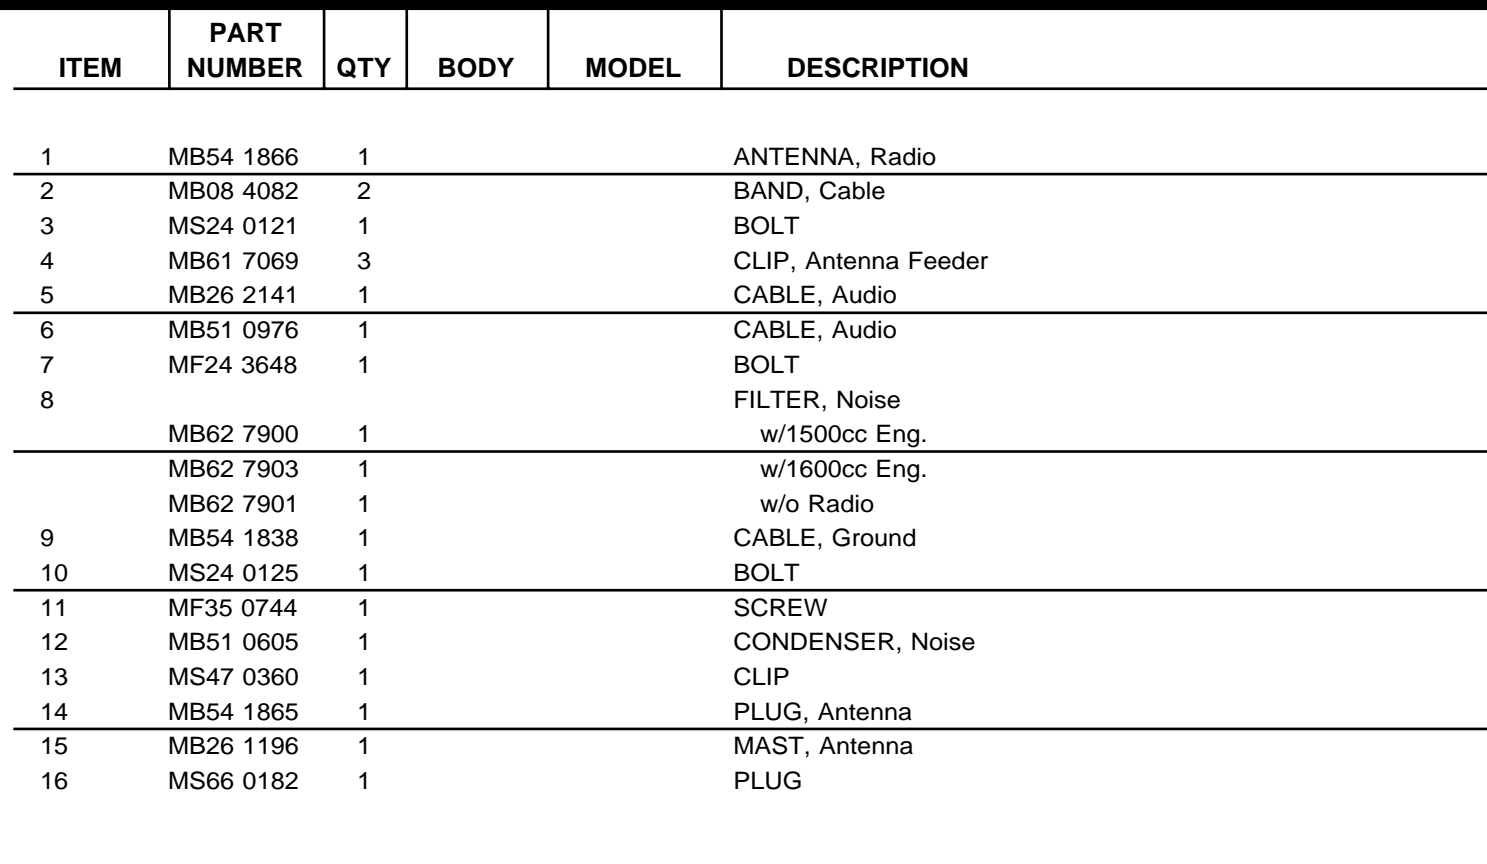 PART
ITEM NUMBER QTY BODY MODEL DESCRIPTION
1 MB54 1866 1 ANTENNA, Radio
2 MB08 4082 2 BAND, Cable
3 MS24 0121 1 BOLT
4 MB61 7069 3 CLIP, Antenna Feeder
5 MB26 2141 1 CABLE, Audio
6 MB51 0976 1 CABLE, Audio
7 MF24 3648 1 BOLT
8 FILTER, Noise
MB62 7900 1 w/1500cc Eng.
MB62 7903 1 w/1600cc Eng.
MB62 7901 1 w/o Radio
9 MB54 1838 1 CABLE, Ground
10 MS24 0125 1 BOLT
11 MF35 0744 1 SCREW
12 MB51 0605 1 CONDENSER, Noise
13 MS47 0360 1 CLIP
14 MB54 1865 1 PLUG, Antenna
15 MB26 1196 1 MAST, Antenna
16 MS66 0182 1 PLUG